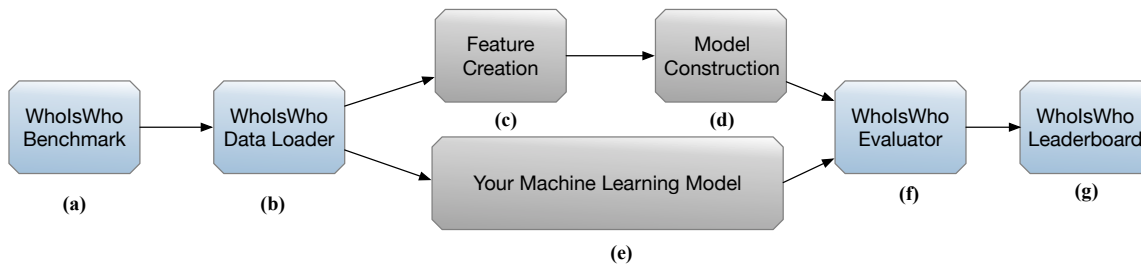 WhoIsWho
Benchmark
(a)
WhoIsWho
Data Loader
(b)
Feature
Creation
(c)
Model
Construction
(d)
Your Machine Learning Model
(e)
WhoIsWho
Evaluator
(f)
WhoIsWho
Leaderboard
(g)